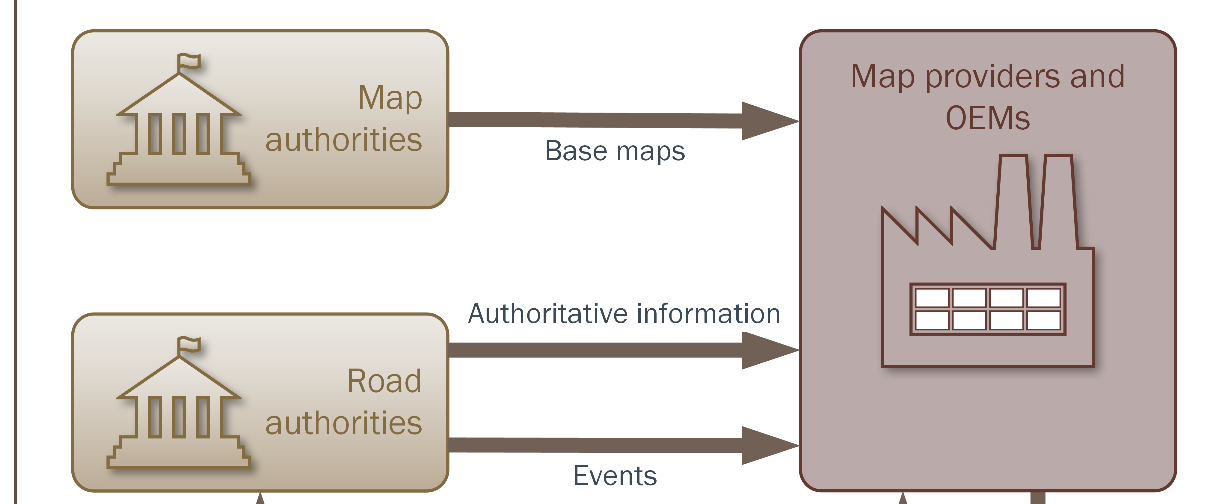 Map
authorities
Base maps
Map providers and
OEMs
Road
authorities
Authoritative information
Events